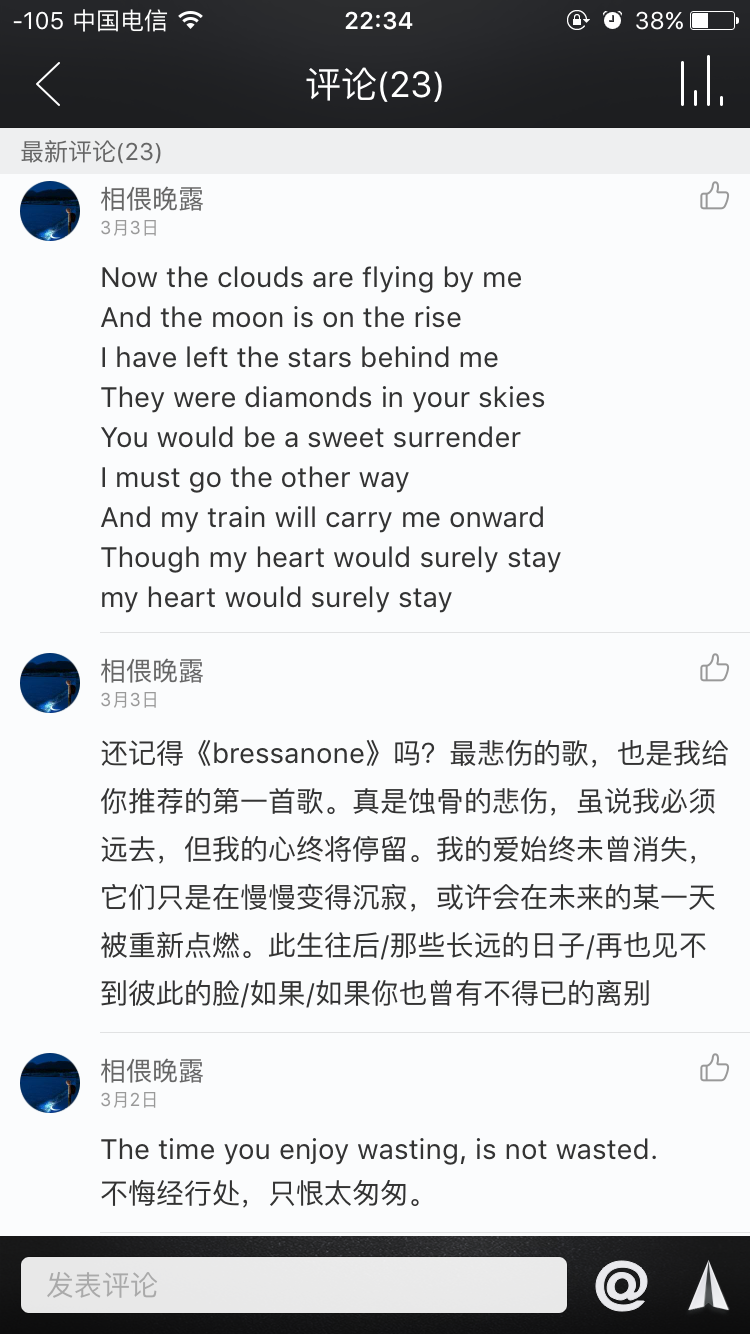 -105 中国电信 22:34 38%
评论(23)
最新评论(23)
相偎晚露
3月3日
Now the clouds are flying by me
And the moon is on the rise
I have left the stars behind me
They were diamonds in your skies
You would be a sweet surrender
I must go the other way
And my train will carry me onward
Though my heart would surely stay
my heart would surely stay
相偎晚露
3月3日
还记得《bressanone》吗？最悲伤的歌，也是我给
你推荐的第一首歌。真是蚀骨的悲伤，虽说我必须
远去，但我的心终将停留。我的爱始终未曾消失，
它们只是在慢慢变得沉寂，或许会在未来的某一天
被重新点燃。此生往后/那些长远的日子/再也见不
到彼此的脸/如果/如果你也曾有不得已的离别
相偎晚露
3月2日
The time you enjoy wasting, is not wasted.
不悔经行处，只恨太匆匆。
发表评论
@